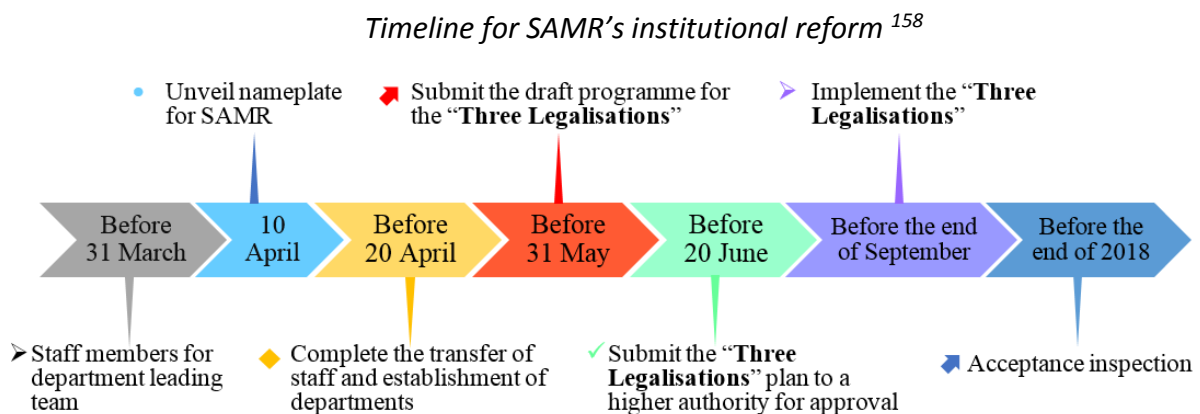 Timeline for SAMR’s institutional reform 158
Unveil nameplate
for SAMR
Submit the draft programme for
the “Three Legalisations”
Implement the “Three
Legalisations”
Before
31 March
10
April
Before
20 April
Before
31 May
Before
20 June
Before the end
of September
Before the
end of 2018
Staff members for
department leading
team
Complete the transfer of
staff and establishment of
departments
Submit the “Three
Legalisations” plan to a
higher authority for approval
Acceptance inspection